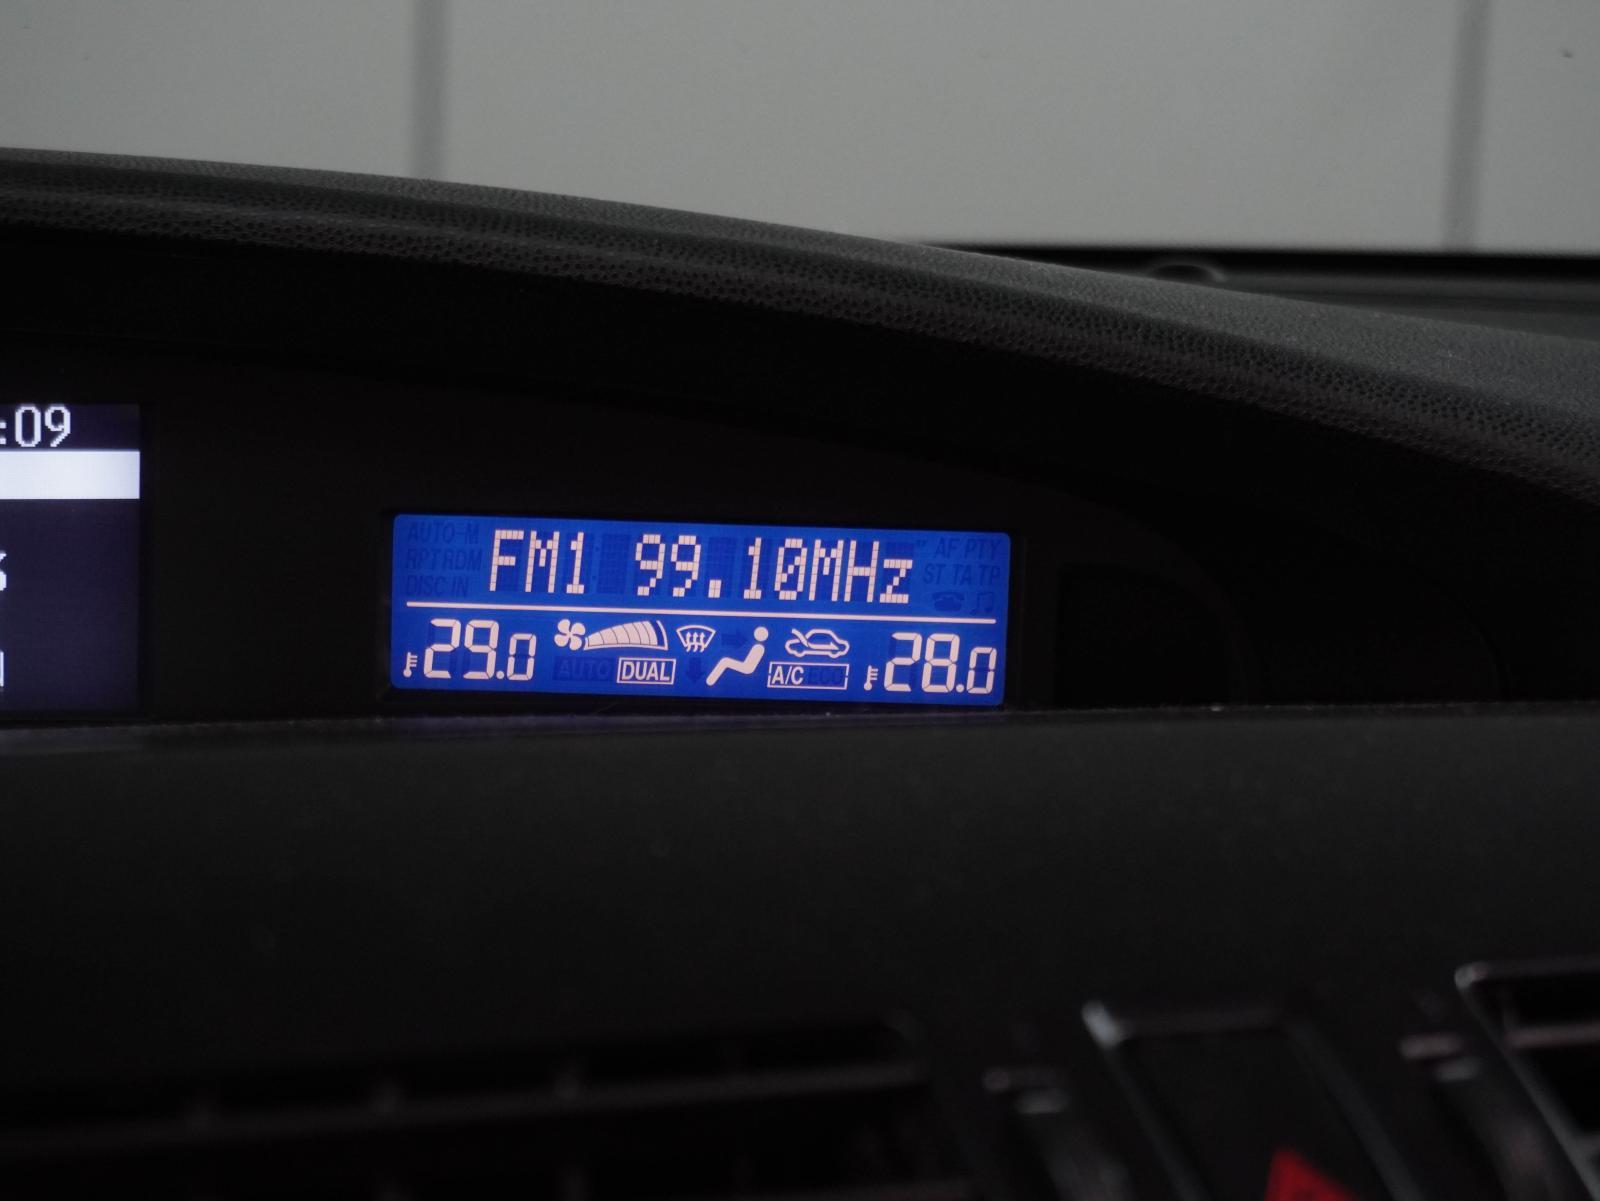 :09
AUTO-M
RPT RDM
DISC IN
FM1 99.10MHz
AF PTY
ST TA TP
29.0
AUTO
DUAL
A/C ECO
28.0